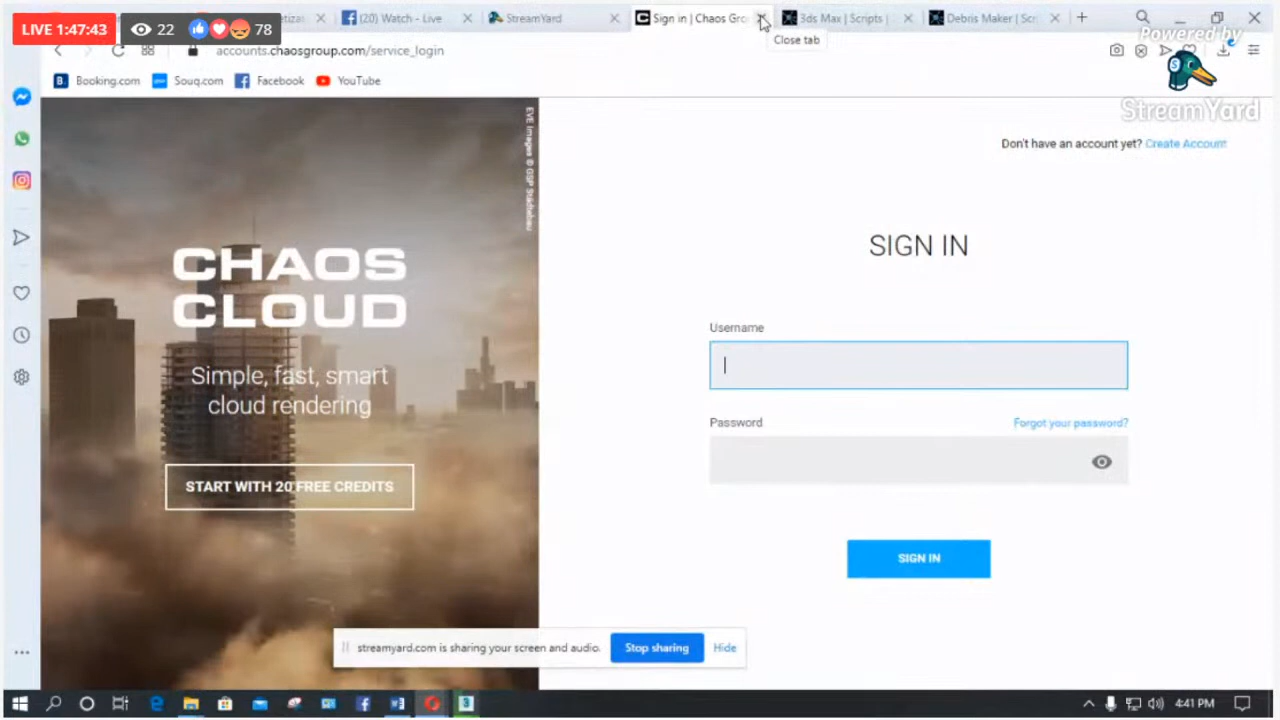 LIVE 1:47:43
22
78
(20) Watch - Live
StreamYard
Sign in | Chaos Gro
3ds Max | Scripts |
Debris Maker | Scr
Close tab
accounts.chaosgroup.com/service_login
Powered by
StreamYard
Booking.com
Souq.com
Facebook
YouTube
EVE Images © GSP Städtebau
Don't have an account yet? Create Account
CHAOS
CLOUD
Simple, fast, smart
cloud rendering
START WITH 20 FREE CREDITS
SIGN IN
Username
Password
Forgot your password?
SIGN IN
streamyard.com is sharing your screen and audio.
Stop sharing
Hide
4:41 PM